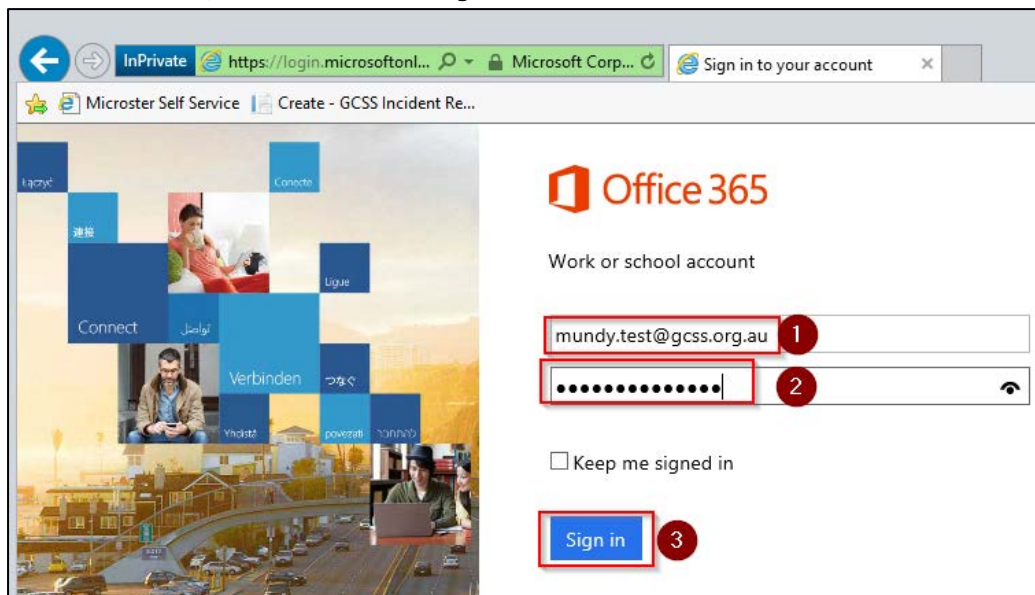 InPrivate https://login.microsoftonl... Microsoft Corp... Sign in to your account
Microster Self Service Create - GCSS Incident Re...
Łączyć
Conecte
連接
Ligue
Connect
تواصل
Verbinden
つなぐ
Yhdistä
povezati
להתחבר
Office 365
Work or school account
mundy.test@gcss.org.au 1
2
Keep me signed in
Sign in 3